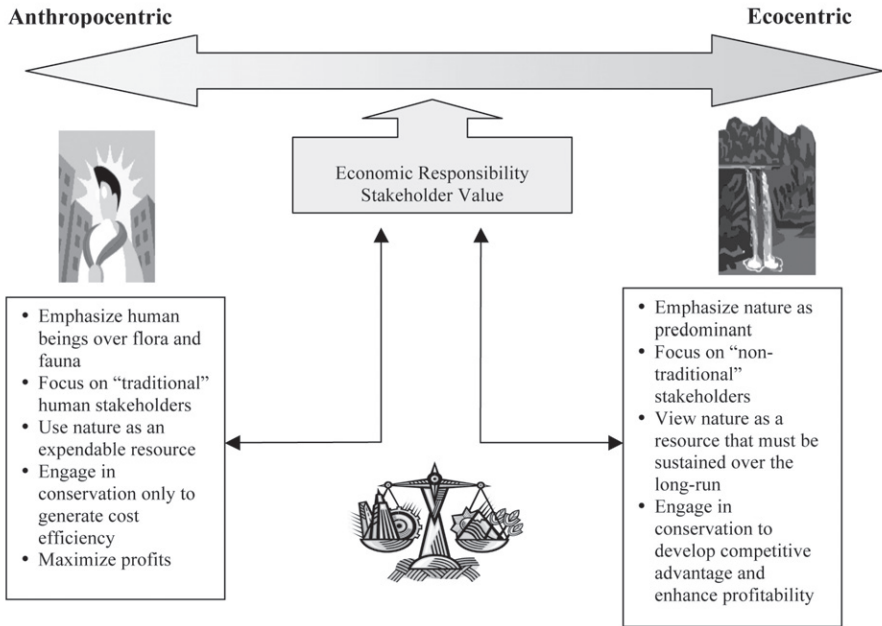 Anthropocentric
Ecocentric
Economic Responsibility
Stakeholder Value
• Emphasize human
beings over flora and
fauna
• Focus on “traditional”
human stakeholders
• Use nature as an
expendable resource
• Engage in
conservation only to
generate cost
efficiency
• Maximize profits
• Emphasize nature as
predominant
• Focus on “non-
traditional”
stakeholders
• View nature as a
resource that must be
sustained over the
long-run
• Engage in
conservation to
develop competitive
advantage and
enhance profitability